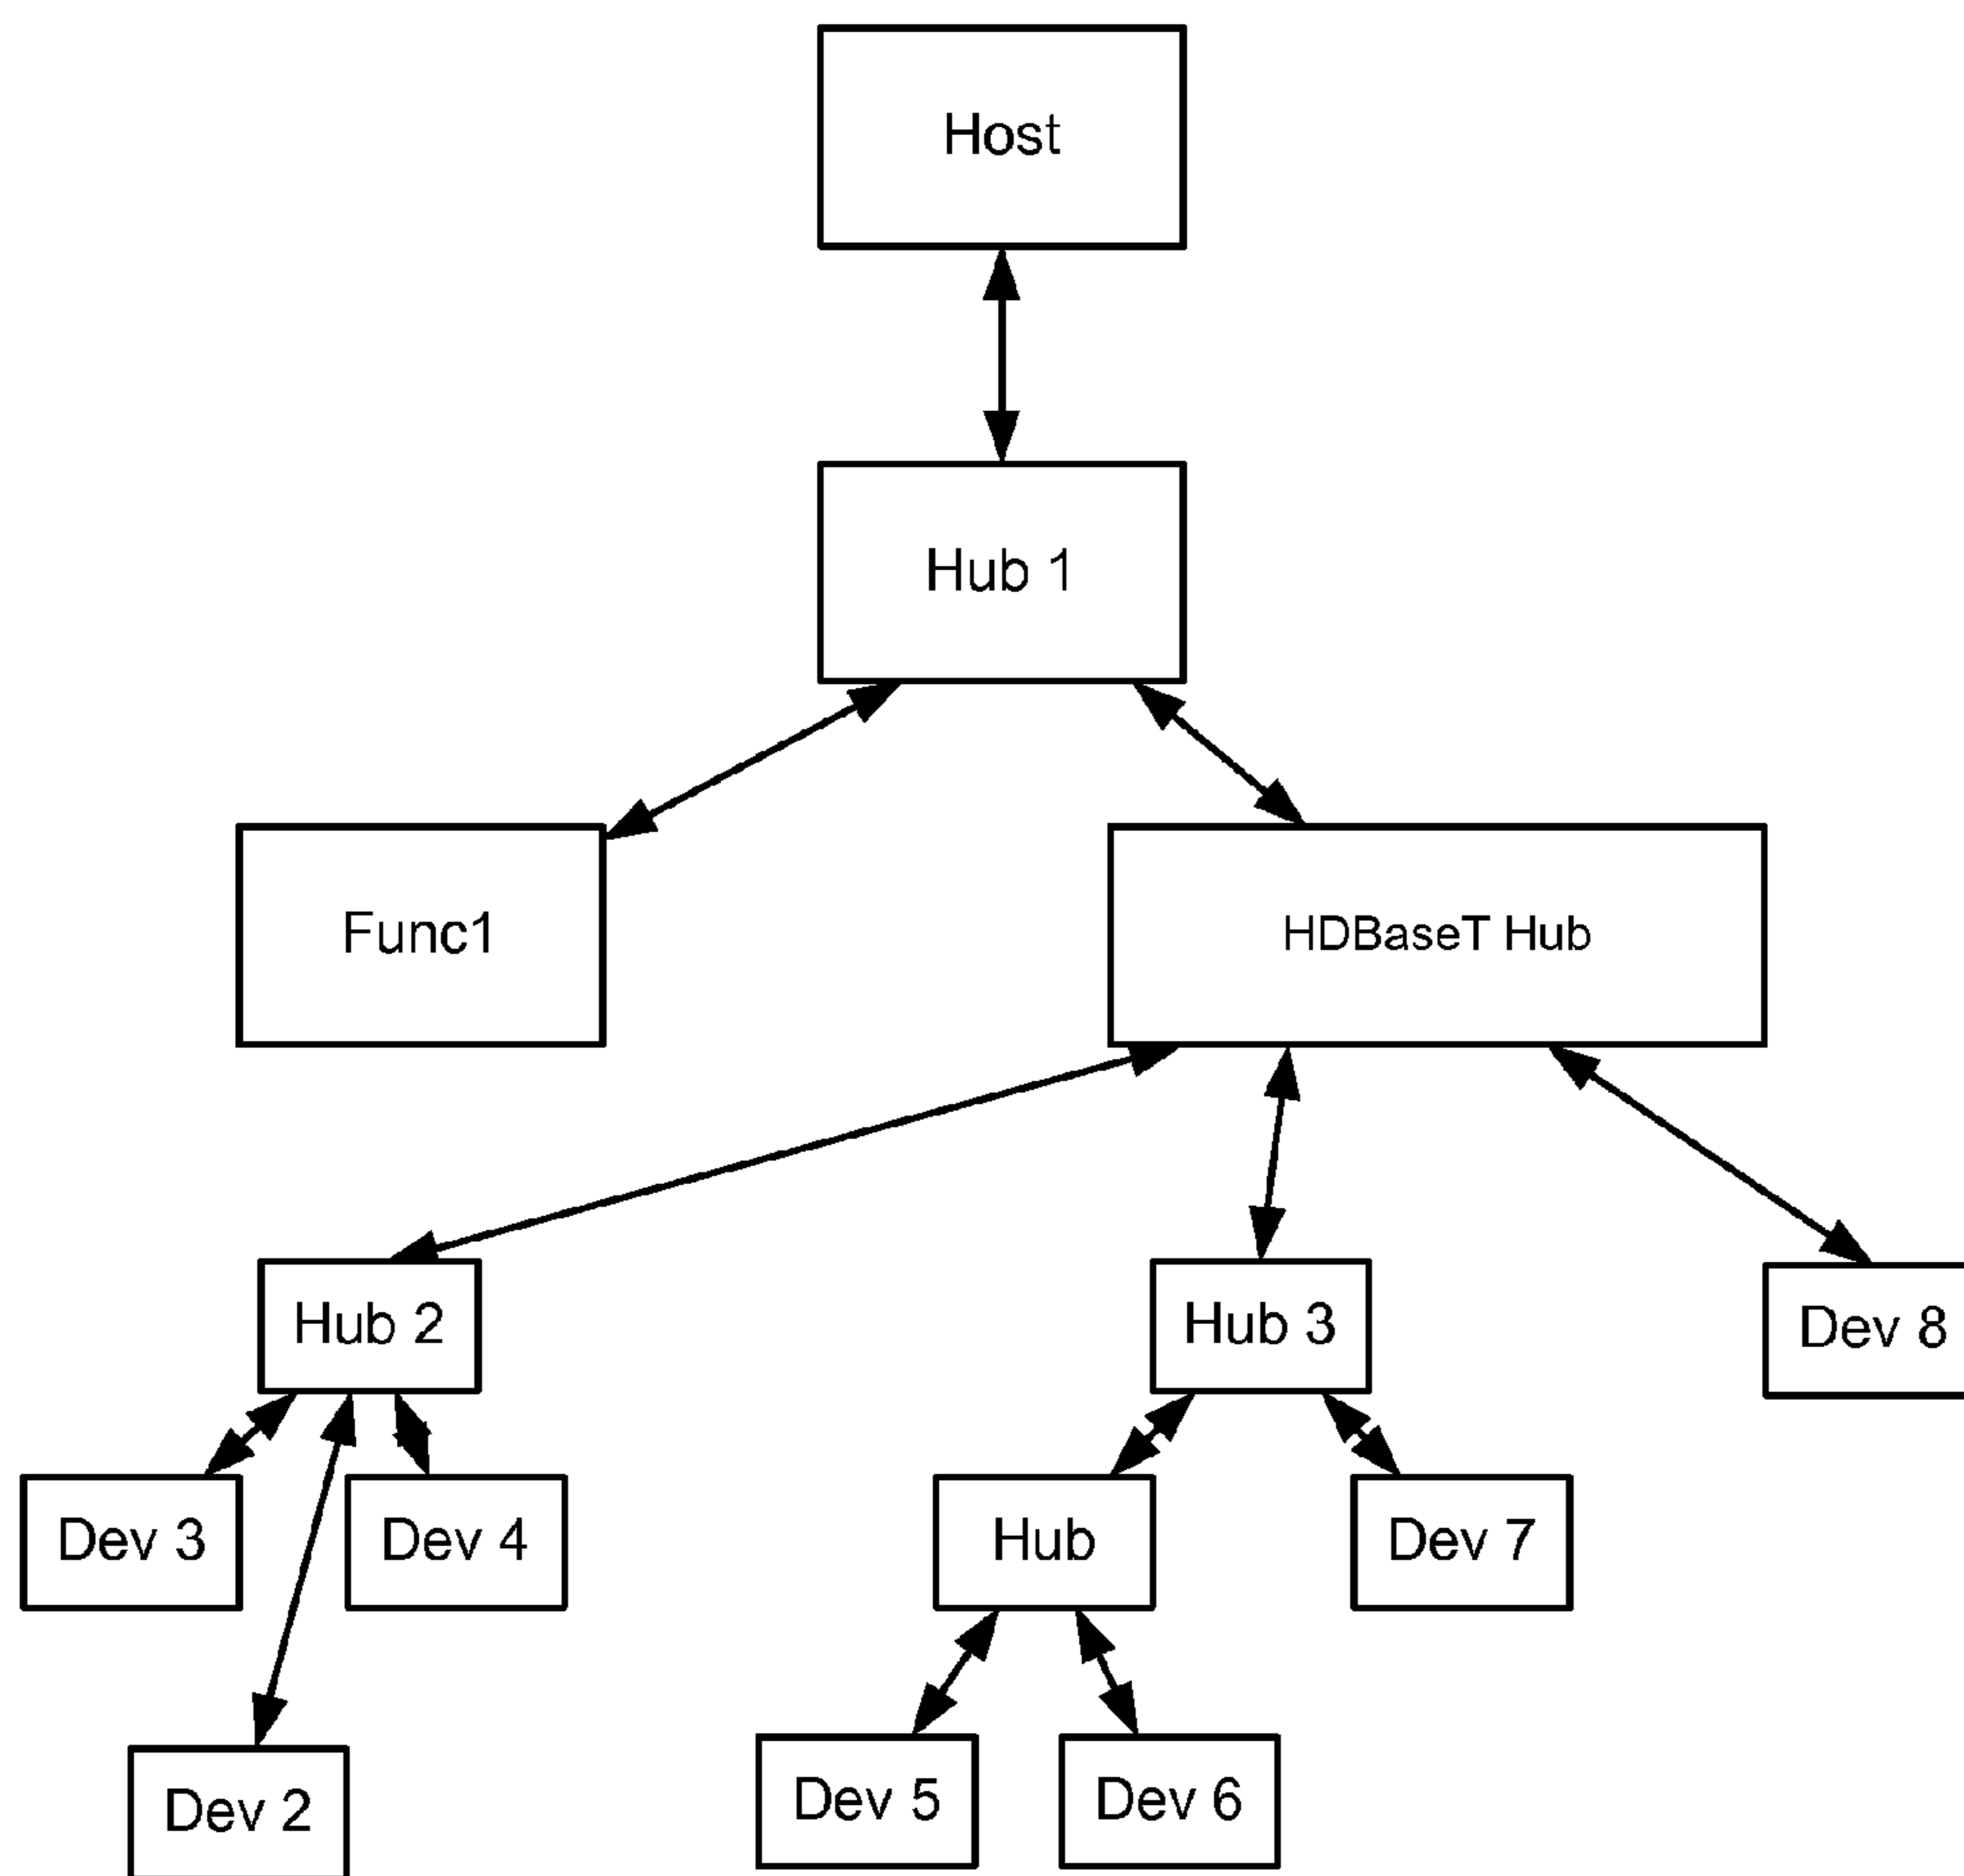 Host
Hub 1
Func1
HDBaseT Hub
Hub 2
Hub 3
Dev 8
Dev 3
Dev 4
Hub
Dev 7
Dev 2
Dev 5
Dev 6